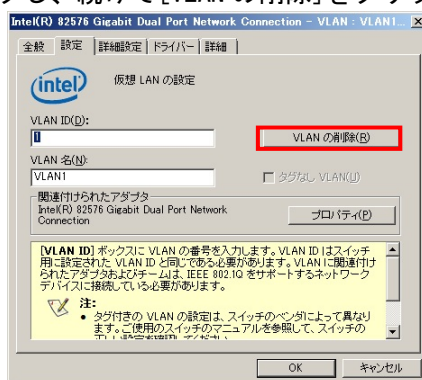 し、続けて[VLAN の削除]をクリッ
Intel(R) 82576 Gigabit Dual Port Network Connection - VLAN : VLAN1...
全般 設定 詳細設定 ドライバー 詳細
intel 仮想 LAN の設定
VLAN ID(D):
1 VLAN の削除(R)
VLAN 名(N):
VLAN1 タグなし VLAN(U)
関連付けられたアダプタ
Intel(R) 82576 Gigabit Dual Port Network
Connection プロパティ(P)
[VLAN ID] ボックスに VLAN の番号を入力します。VLAN ID はスイッチ
用に設定された VLAN ID と同じである必要があります。VLAN に関連付け
られたアダプタおよびチームは、IEEE 802.1Q をサポートするネットワーク
デバイスに接続している必要があります。
注:
• タグ付きの VLAN の設定は、スイッチのベンダによって異なり
ます。ご使用のスイッチのマニュアルを参照して、スイッチの
OK キャンセル